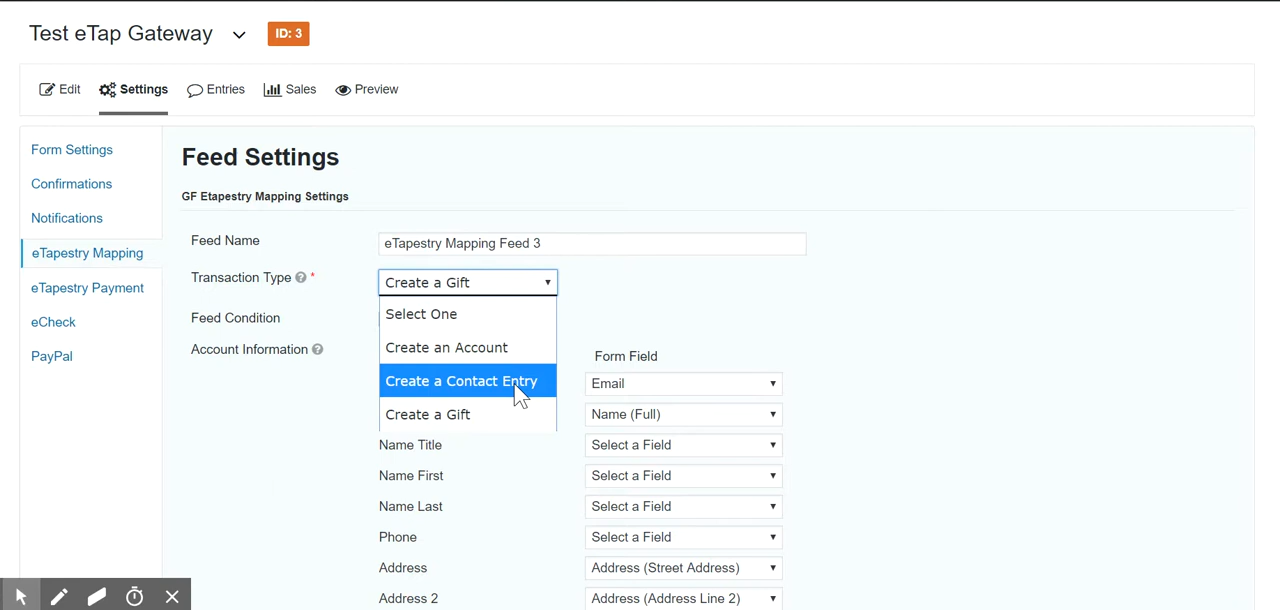 Test eTap Gateway ID: 3
Edit Settings Entries Sales Preview
Form Settings
Confirmations
Notifications
eTapestry Mapping
eTapestry Payment
eCheck
PayPal
Feed Settings
GF Etapestry Mapping Settings
Feed Name eTapestry Mapping Feed 3
Transaction Type * Create a Gift
Select One
Create an Account
Create a Contact Entry
Create a Gift
Feed Condition
Account Information
Form Field
Email
Name (Full)
Name Title Select a Field
Name First Select a Field
Name Last Select a Field
Phone Select a Field
Address Address (Street Address)
Address 2 Address (Address Line 2)